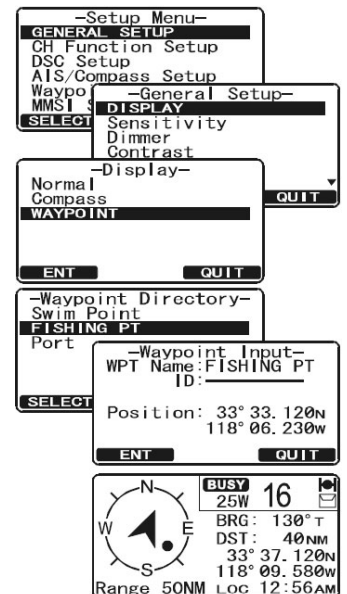 -Setup Menu-
GENERAL SETUP
CH Function Setup
DSC Setup
AIS/Compass Setup
Waypo
MMSI
SELECT
-General Setup-
DISPLAY
Sensitivity
Dimmer
Contrast
QUIT
-Display-
Normal
Compass
WAYPOINT
ENT QUIT
-Waypoint Directory-
Swim Point
FISHING PT
Port
SELECT
-Waypoint Input-
WPT Name:FISHING PT
ID:
Position: 33°33.120N
118°06.230W
ENT QUIT
N
W E
S
Range 50NM
BUSY
25W 16
BRG: 130°T
DST: 40NM
33°37.120N
118°09.580W
LOC 12:56AM